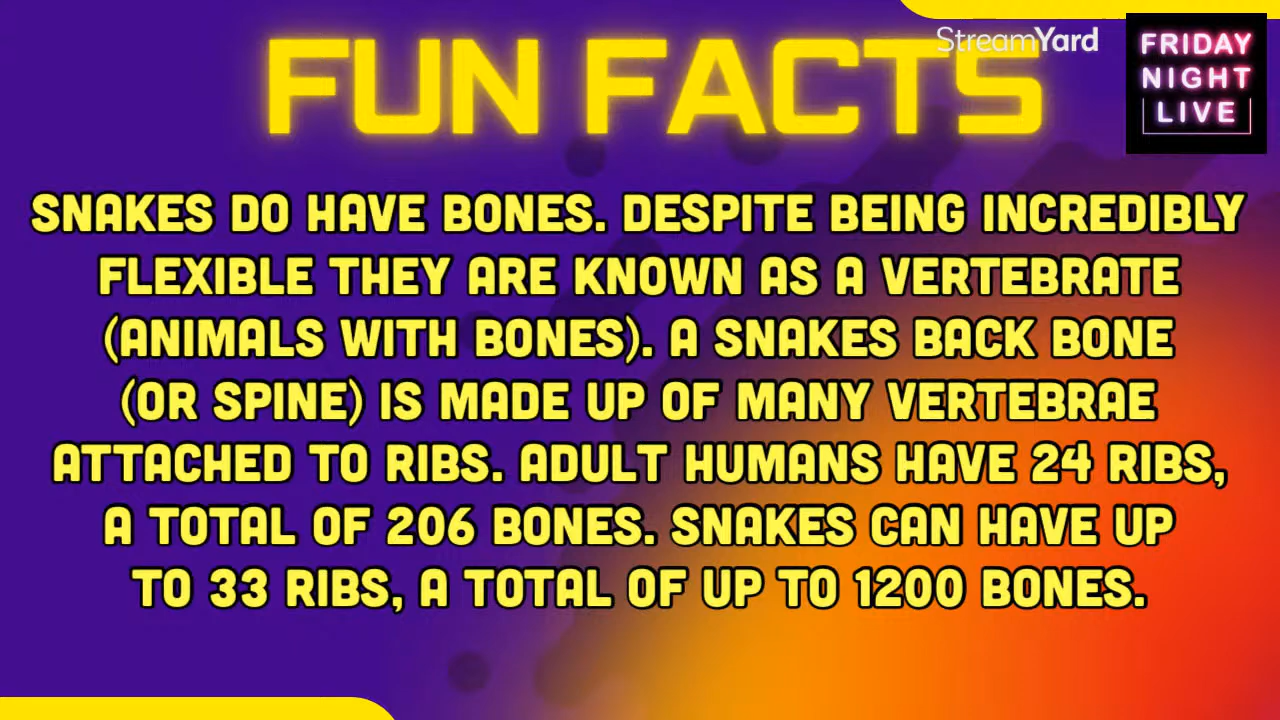 StreamYard
FRIDAY
NIGHT
LIVE
FUN FACTS
SNAKES DO HAVE BONES. DESPITE BEING INCREDIBLY
FLEXIBLE THEY ARE KNOWN AS A VERTEBRATE
(ANIMALS WITH BONES). A SNAKES BACK BONE
(OR SPINE) IS MADE UP OF MANY VERTEBRAE
ATTACHED TO RIBS. ADULT HUMANS HAVE 24 RIBS,
A TOTAL OF 206 BONES. SNAKES CAN HAVE UP
TO 33 RIBS, A TOTAL OF UP TO 1200 BONES.